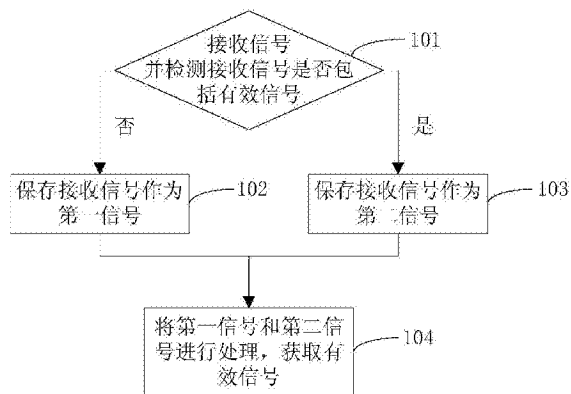 接收信号
并检测接收信号是否包
括有效信号
101
否
是
保存接收信号作为
第一信号
102
保存接收信号作为
第二信号
103
将第一信号和第二信
号进行处理，获取有
效信号
104